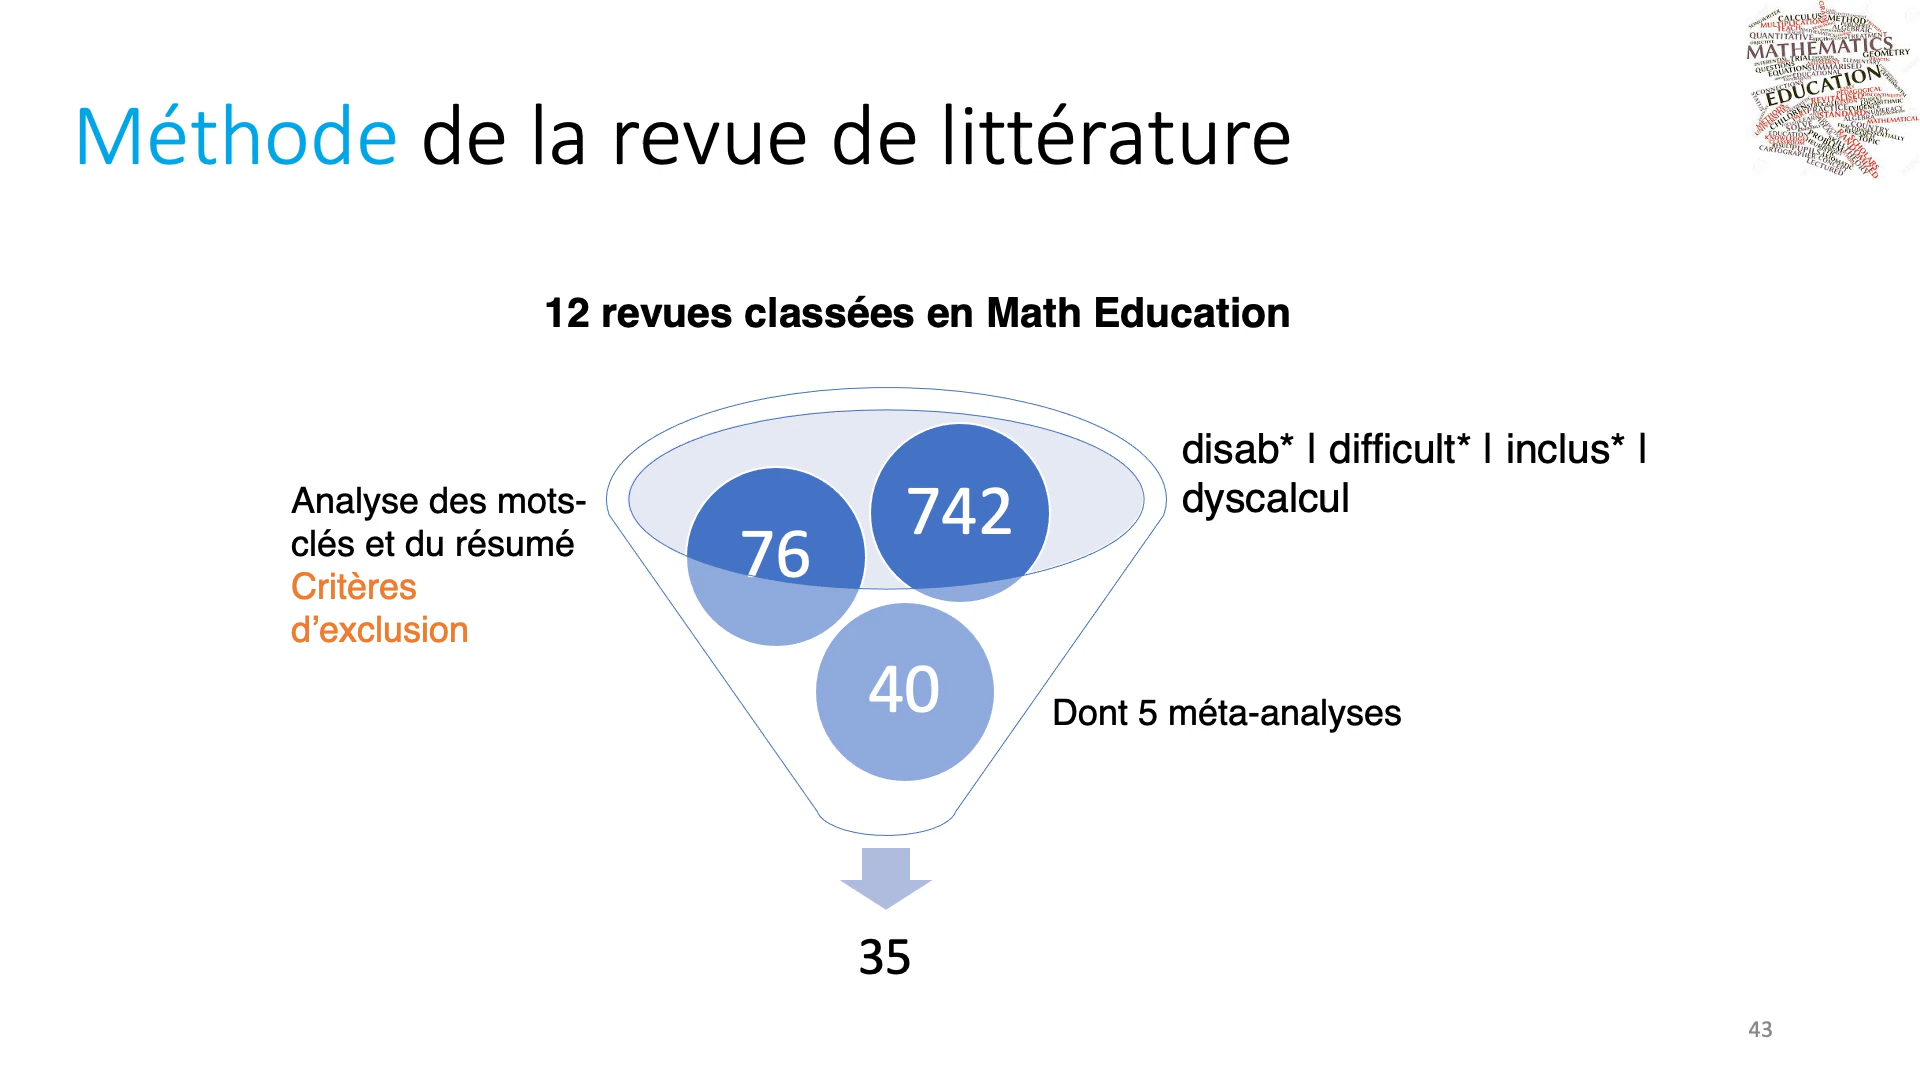 Méthode de la revue de littérature
CALCULUS
METHOD
QUANTITATIVE
MATHEMATICS
GEOMETRY
EDUCATION
12 revues classées en Math Education
disab* | difficult* | inclus* |
dyscalcul
742
76
Analyse des mots-
clés et du résumé
Critères
d’exclusion
40
Dont 5 méta-analyses
35
43